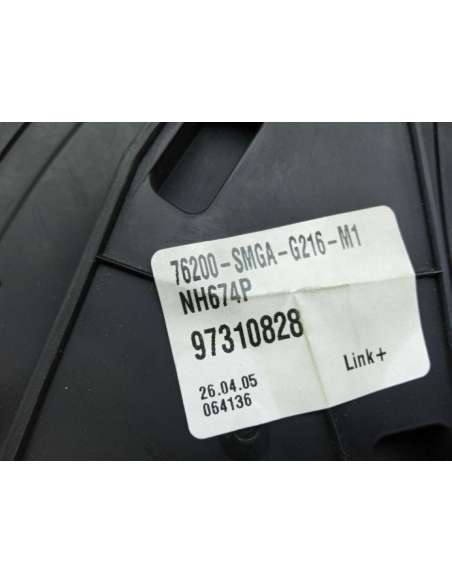 76200-SMGA-G216-M1
NH674P
97310828
26.04.05
Link+
064136